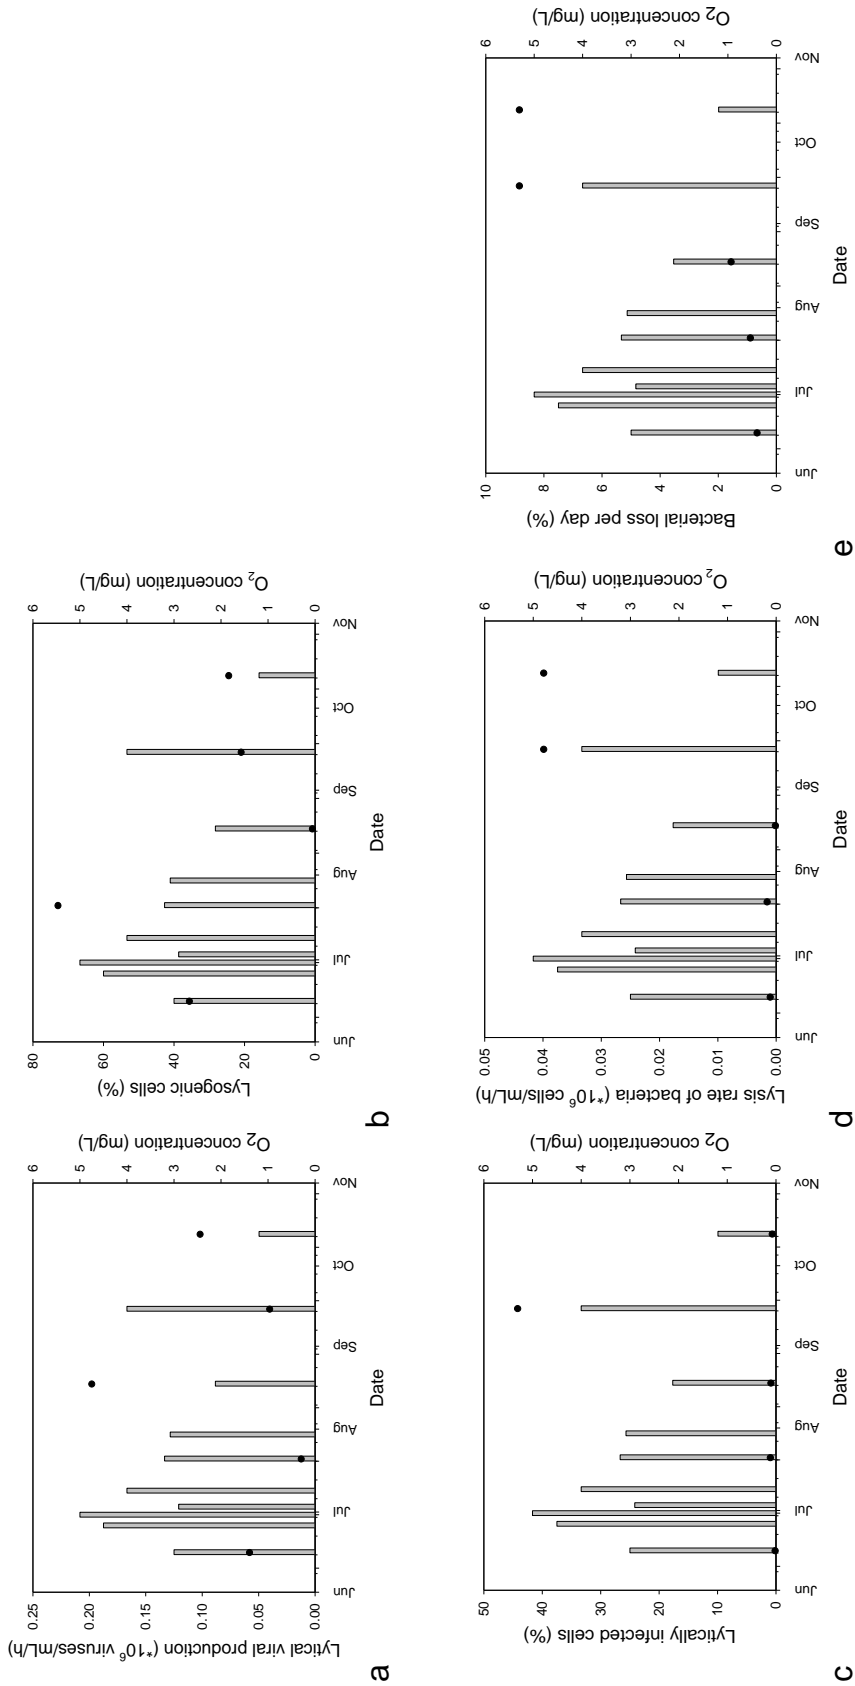 a
Lytical viral production (*10⁶ viruses/mL/h)
0.25
0.20
0.15
0.10
0.05
0.00
O₂ concentration (mg/L)
6
5
4
3
2
1
0
Jun
Jul
Aug
Sep
Oct
Nov
Date
b
Lysogenic cells (%)
80
60
40
20
0
O₂ concentration (mg/L)
6
5
4
3
2
1
0
Jun
Jul
Aug
Sep
Oct
Nov
Date
c
Lytically infected cells (%)
50
40
30
20
10
0
O₂ concentration (mg/L)
6
5
4
3
2
1
0
Jun
Jul
Aug
Sep
Oct
Nov
Date
d
Lysis rate of bacteria (*10⁶ cells/mL/h)
0.05
0.04
0.03
0.02
0.01
0.00
O₂ concentration (mg/L)
6
5
4
3
2
1
0
Jun
Jul
Aug
Sep
Oct
Nov
Date
e
Bacterial loss per day (%)
10
8
6
4
2
0
O₂ concentration (mg/L)
6
5
4
3
2
1
0
Jun
Jul
Aug
Sep
Oct
Nov
Date